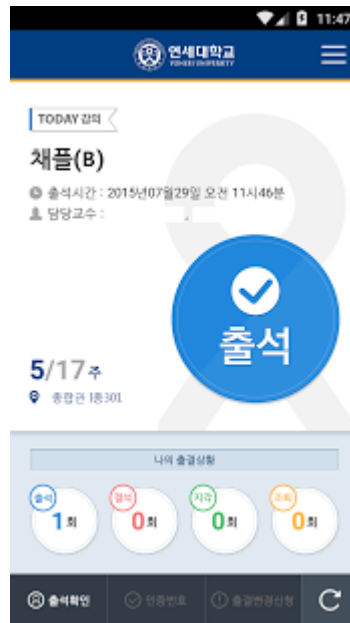 11:47
연세대학교
YONSEI UNIVERSITY
TODAY 강의
채플(B)
출석시간 : 2015년07월29일 오전 11시46분
담당교수 :
출석
5/17 주
종합관 1층301
나의 출결상황
출석
1 회
결석
0 회
지각
0 회
조퇴
0 회
출석확인
인증번호
출결변경신청